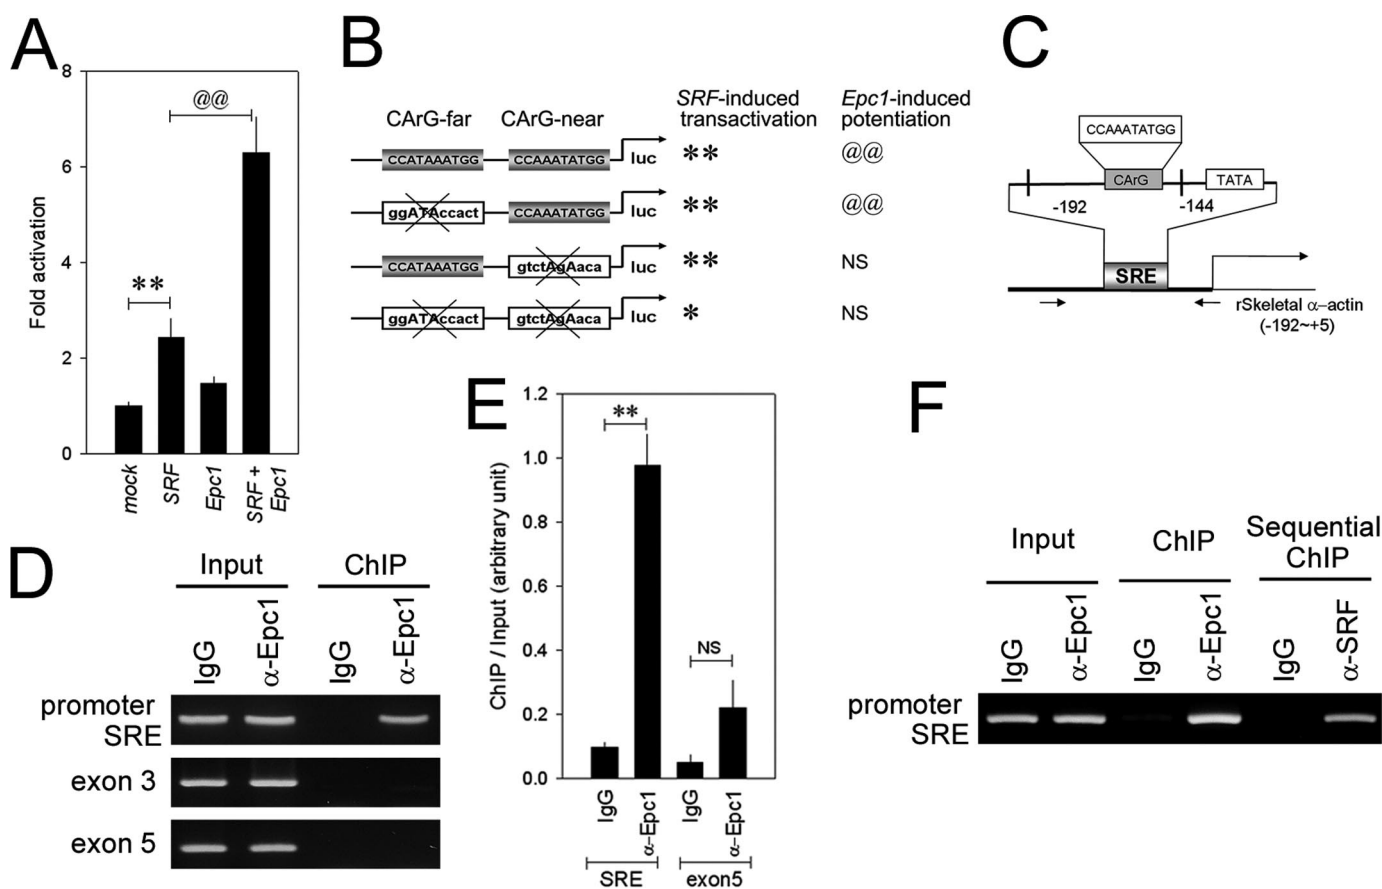 A
8
6
4
2
0
Fold activation
**
@@
mock
SRF
Epc1
SRF +
Epc1
B
CArG-far
CArG-near
SRF-induced
transactivation
Epc1-induced
potentiation
CCATAAATGG CCAAATATGG luc ** @@
ggATAccact CCAAATATGG luc ** @@
CCATAAATGG gtctAgAaca luc ** NS
ggATAccact gtctAgAaca luc * NS
C
CCAAATATGG
CArG
TATA
-192
-144
SRE
rSkeletal α–actin
(-192~+5)
D
Input
ChIP
IgG
α-Epc1
IgG
α-Epc1
promoter
SRE
exon 3
exon 5
E
1.2
1.0
0.8
0.6
0.4
0.2
0.0
ChIP / Input (arbitrary unit)
**
NS
IgG
α–Epc1
IgG
α–Epc1
SRE
exon5
F
Input
ChIP
Sequential
ChIP
IgG
α-Epc1
IgG
α-Epc1
IgG
α-SRF
promoter
SRE